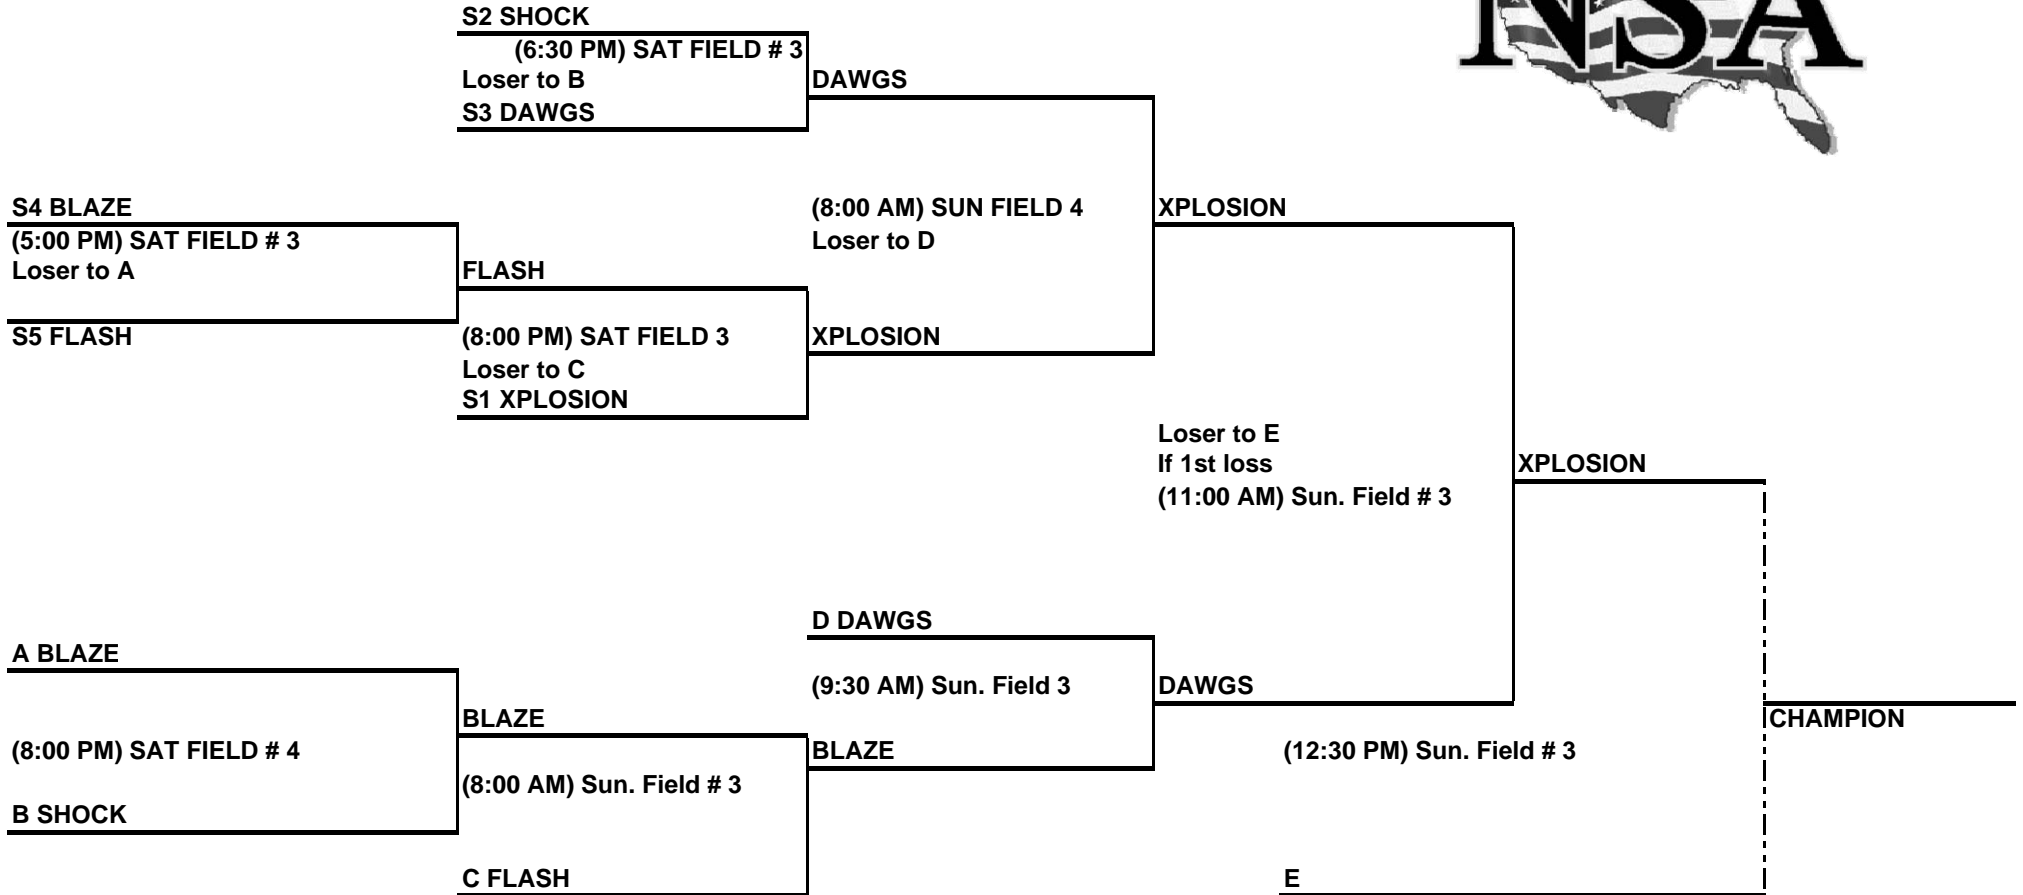 NSA
S2 SHOCK
(6:30 PM) SAT FIELD # 3
Loser to B
DAWGS
S3 DAWGS
S4 BLAZE
(8:00 AM) SUN FIELD 4
XPLOSION
(5:00 PM) SAT FIELD # 3
Loser to D
Loser to A
FLASH
S5 FLASH
(8:00 PM) SAT FIELD 3
XPLOSION
Loser to C
S1 XPLOSION
Loser to E
If 1st loss
XPLOSION
(11:00 AM) Sun. Field # 3
D DAWGS
A BLAZE
(9:30 AM) Sun. Field 3
DAWGS
BLAZE
CHAMPION
(8:00 PM) SAT FIELD # 4
BLAZE
(12:30 PM) Sun. Field # 3
(8:00 AM) Sun. Field # 3
B SHOCK
C FLASH
E